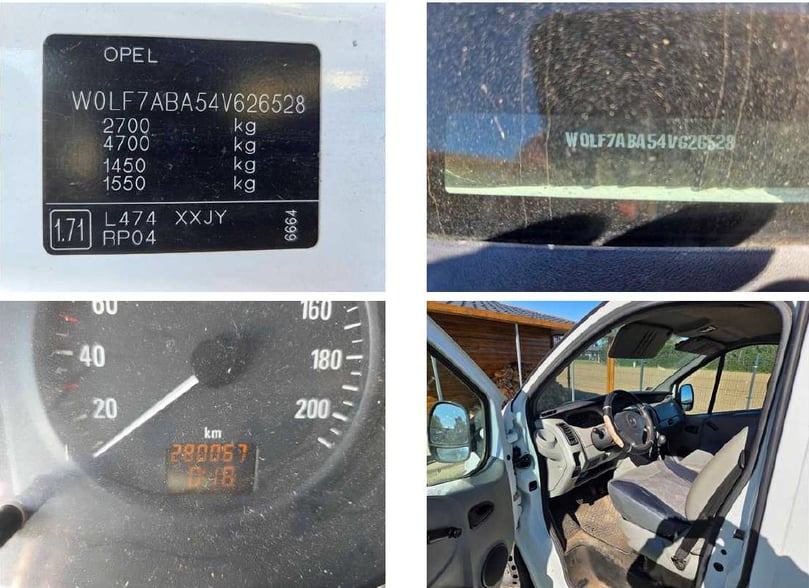 OPEL
W0LF7ABA54V626528
2700 kg
4700 kg
1450 kg
1550 kg
1.71 L474 XXJY
RP04
6664
W0LF7ABA54V626528
60 160
40 180
20 200
km
290067
0.18